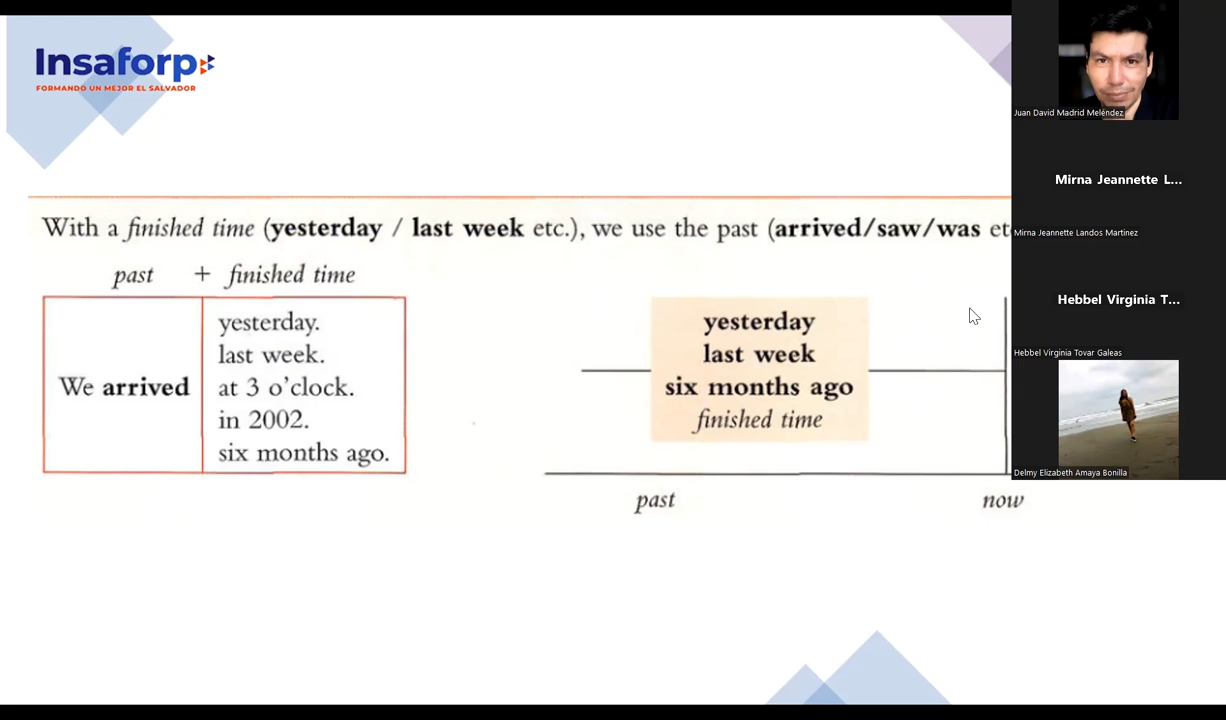 Insaforp
FORMANDO UN MEJOR EL SALVADOR
With a finished time (yesterday / last week etc.), we use the past (arrived/saw/was et
past + finished time
We arrived
yesterday.
last week.
at 3 o'clock.
in 2002.
six months ago.
yesterday
last week
six months ago
finished time
past
now
Juan David Madrid Meléndez
Mirna Jeannette L...
Mirna Jeannette Landos Martinez
Hebbel Virginia T...
Hebbel Virginia Tovar Galeas
Delmy Elizabeth Amaya Bonilla